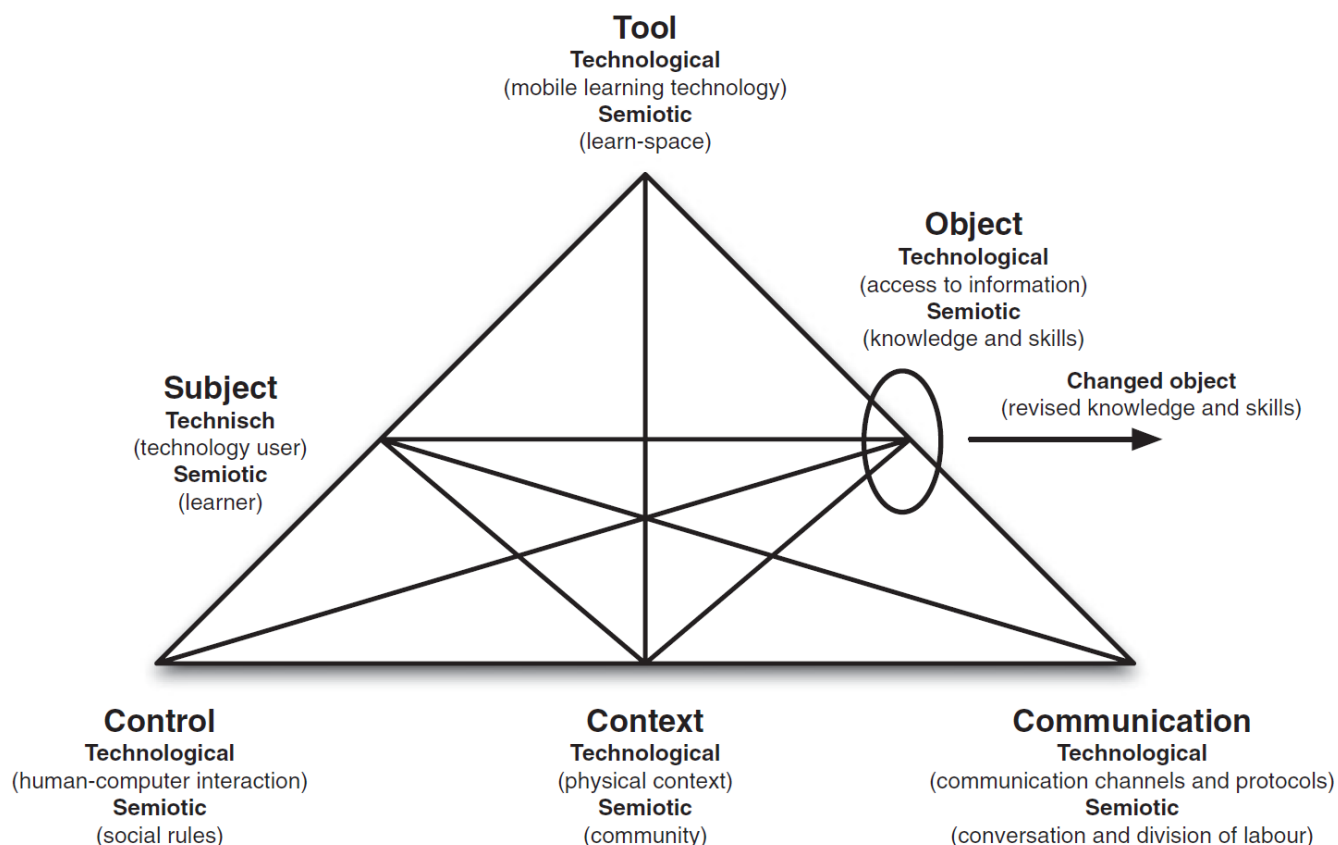 Tool
Technological
(mobile learning technology)
Semiotic
(learn-space)
Object
Technological
(access to information)
Semiotic
(knowledge and skills)
Changed object
(revised knowledge and skills)
Subject
Technisch
(technology user)
Semiotic
(learner)
Control
Technological
(human-computer interaction)
Semiotic
(social rules)
Context
Technological
(physical context)
Semiotic
(community)
Communication
Technological
(communication channels and protocols)
Semiotic
(conversation and division of labour)